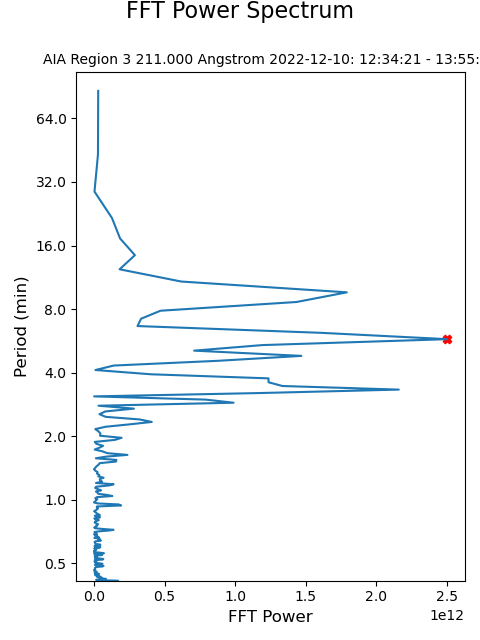 FFT Power Spectrum
AIA Region 3 211.000 Angstrom 2022-12-10: 12:34:21 - 13:55:
64.0
32.0
16.0
8.0
4.0
2.0
1.0
0.5
Period (min)
0.0 0.5 1.0 1.5 2.0 2.5
1e12
FFT Power